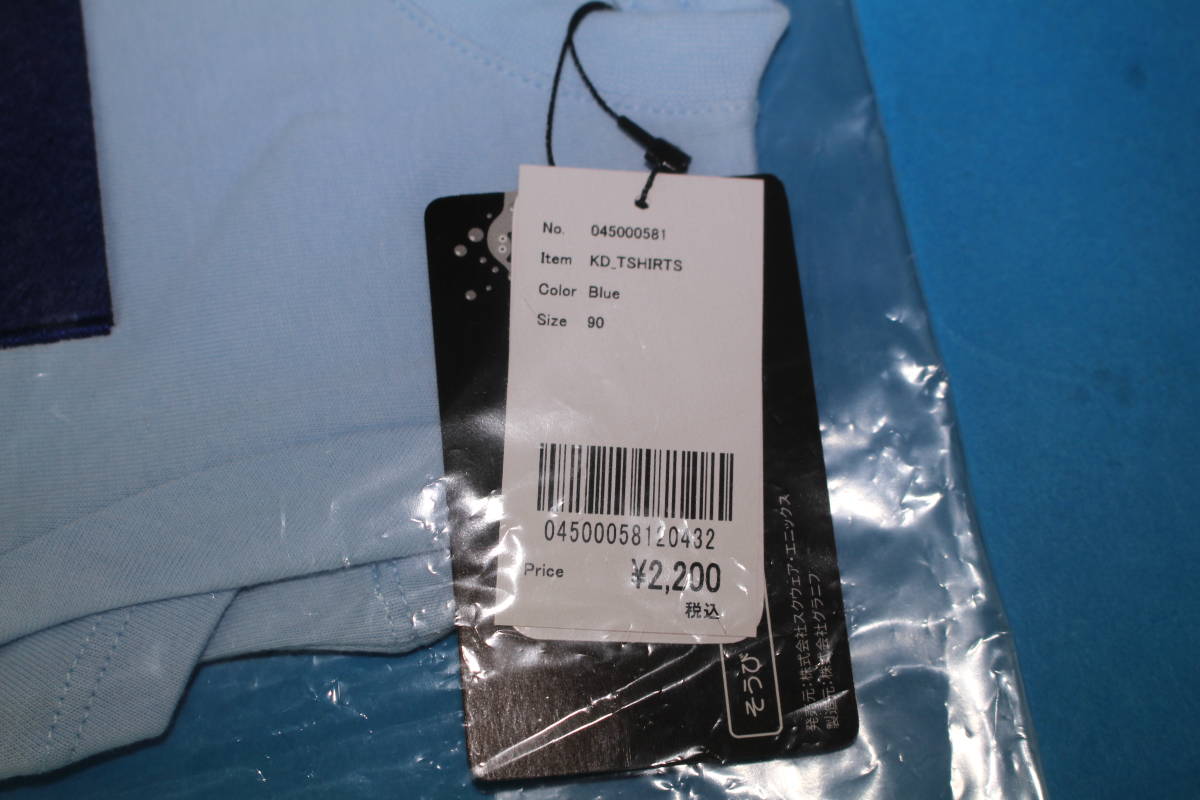 No. 045000581
Item KD_TSHIRTS
Color Blue
Size 90
04500058120432
Price ¥2,200
税込
そうび
発売元:株式会社スクウェア・エニックス
製造元:株式会社グラニフ